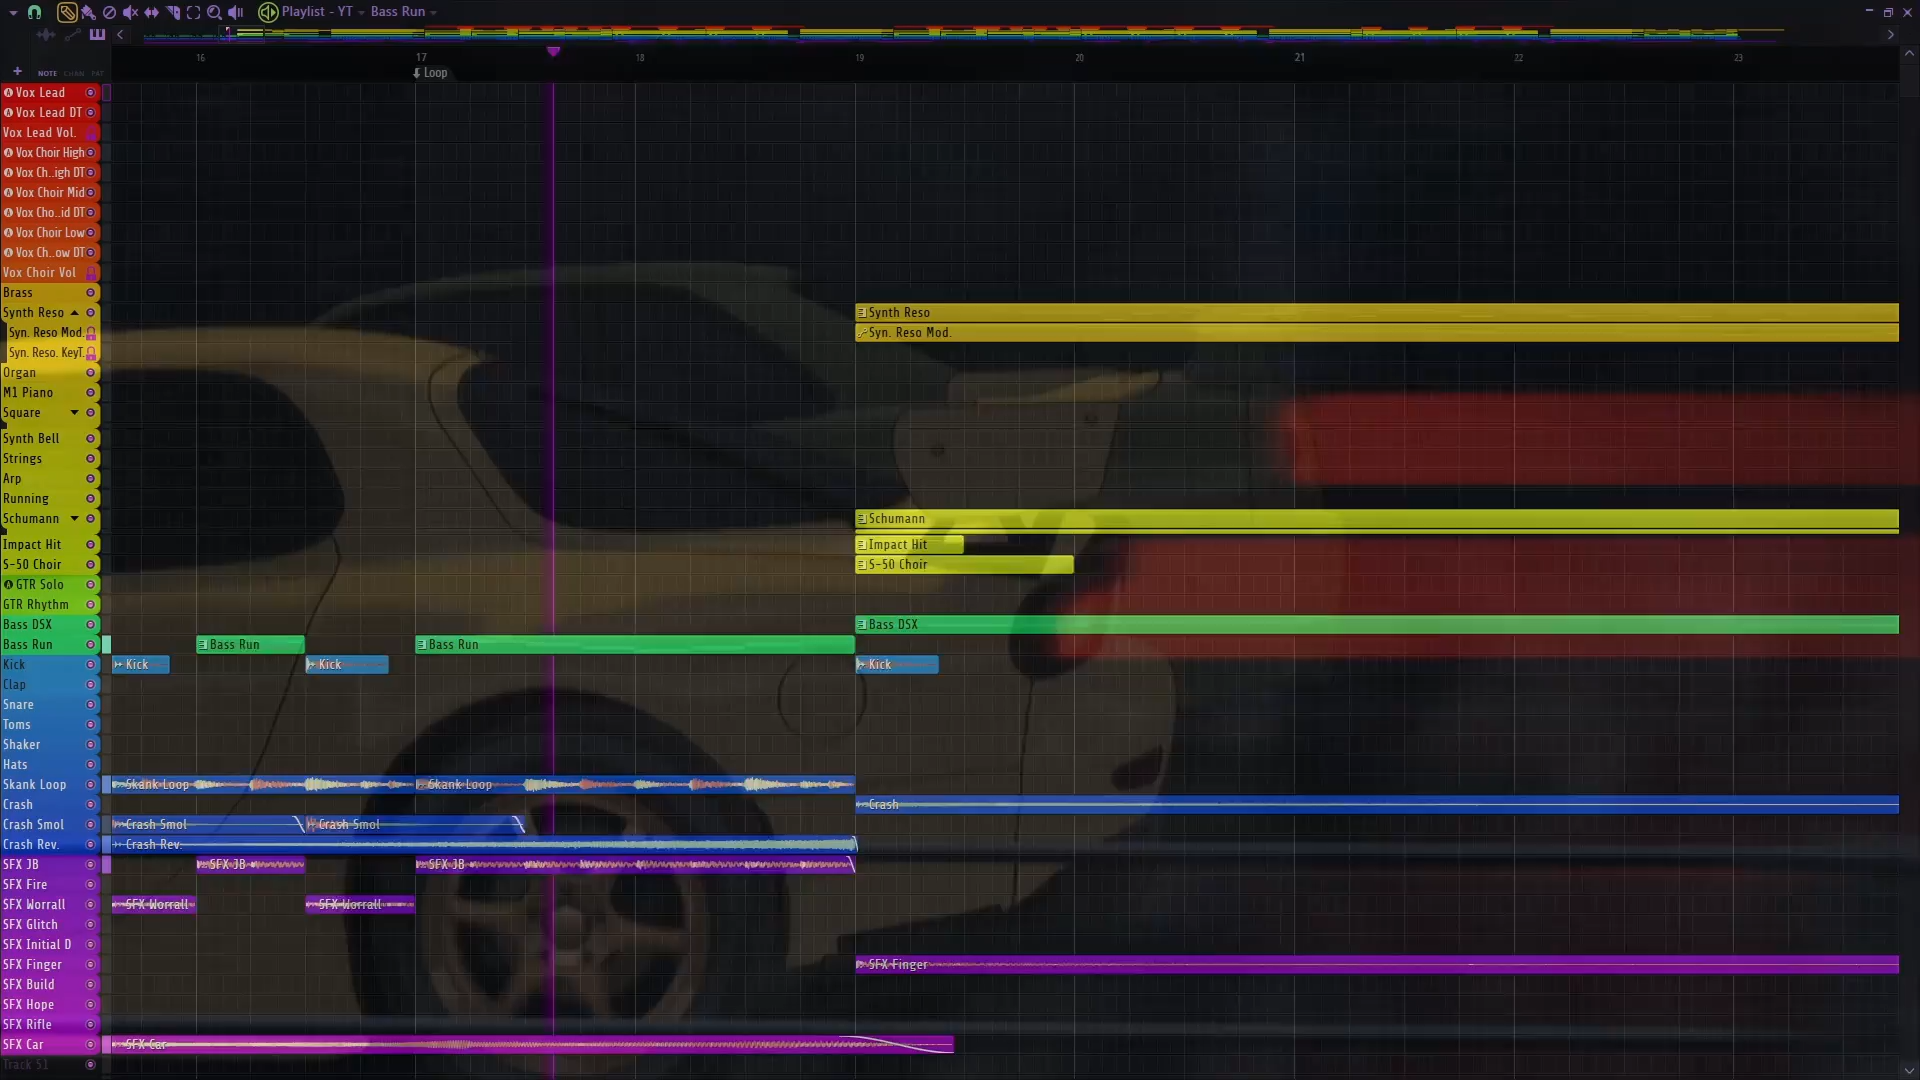 Playlist - YT Bass Run
16 17 18 19 20 21 22 23
Loop
NOTE CHAN PAT
Vox Lead
Vox Lead DT
Vox Lead Vol.
Vox Choir High
Vox Ch..igh DT
Vox Choir Mid
Vox Cho..id DT
Vox Choir Low
Vox Ch..ow DT
Vox Choir Vol
Brass
Synth Reso Synth Reso
Syn. Reso Mod. Syn. Reso Mod.
Syn. Reso. KeyT.
Organ
M1 Piano
Square
Synth Bell
Strings
Arp
Running
Schumann Schumann
Impact Hit Impact Hit
S-50 Choir S-50 Choir
GTR Solo
GTR Rhythm
Bass DSX Bass DSX
Bass Run Bass Run Bass Run
Kick Kick Kick Kick
Clap
Snare
Toms
Shaker
Hats
Skank Loop Skank Loop Skank Loop
Crash Crash
Crash Smol Crash Smol Crash Smol
Crash Rev. Crash Rev.
SFX JB SFX JB SFX JB
SFX Fire
SFX Worrall SFX Worrall SFX Worrall
SFX Glitch
SFX Initial D
SFX Finger SFX Finger
SFX Build
SFX Hope
SFX Rifle
SFX Car SFX Car
Track 51